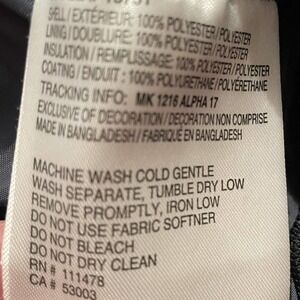 SHELL / EXTÉRIEUR: 100% POLYESTER / POLYESTER
LINING / DOUBLURE: 100% POLYESTER / POLYESTER
INSULATION / REMPLISSAGE: 100% POLYESTER / POLYESTER
COATING / ENDUIT: 100% POLYURETHANE / POLYÉRETHANE
TRACKING INFO: MK 1216 ALPHA 17
EXCLUSIVE OF DECORATION / DECORATION NON COMPRISE
MADE IN BANGLADESH / FABRIQUÉ EN BANGLADESH
MACHINE WASH COLD GENTLE
WASH SEPARATE, TUMBLE DRY LOW
REMOVE PROMPTLY, IRON LOW
DO NOT USE FABRIC SOFTNER
DO NOT BLEACH
DO NOT DRY CLEAN
RN # 111478
CA # 53003